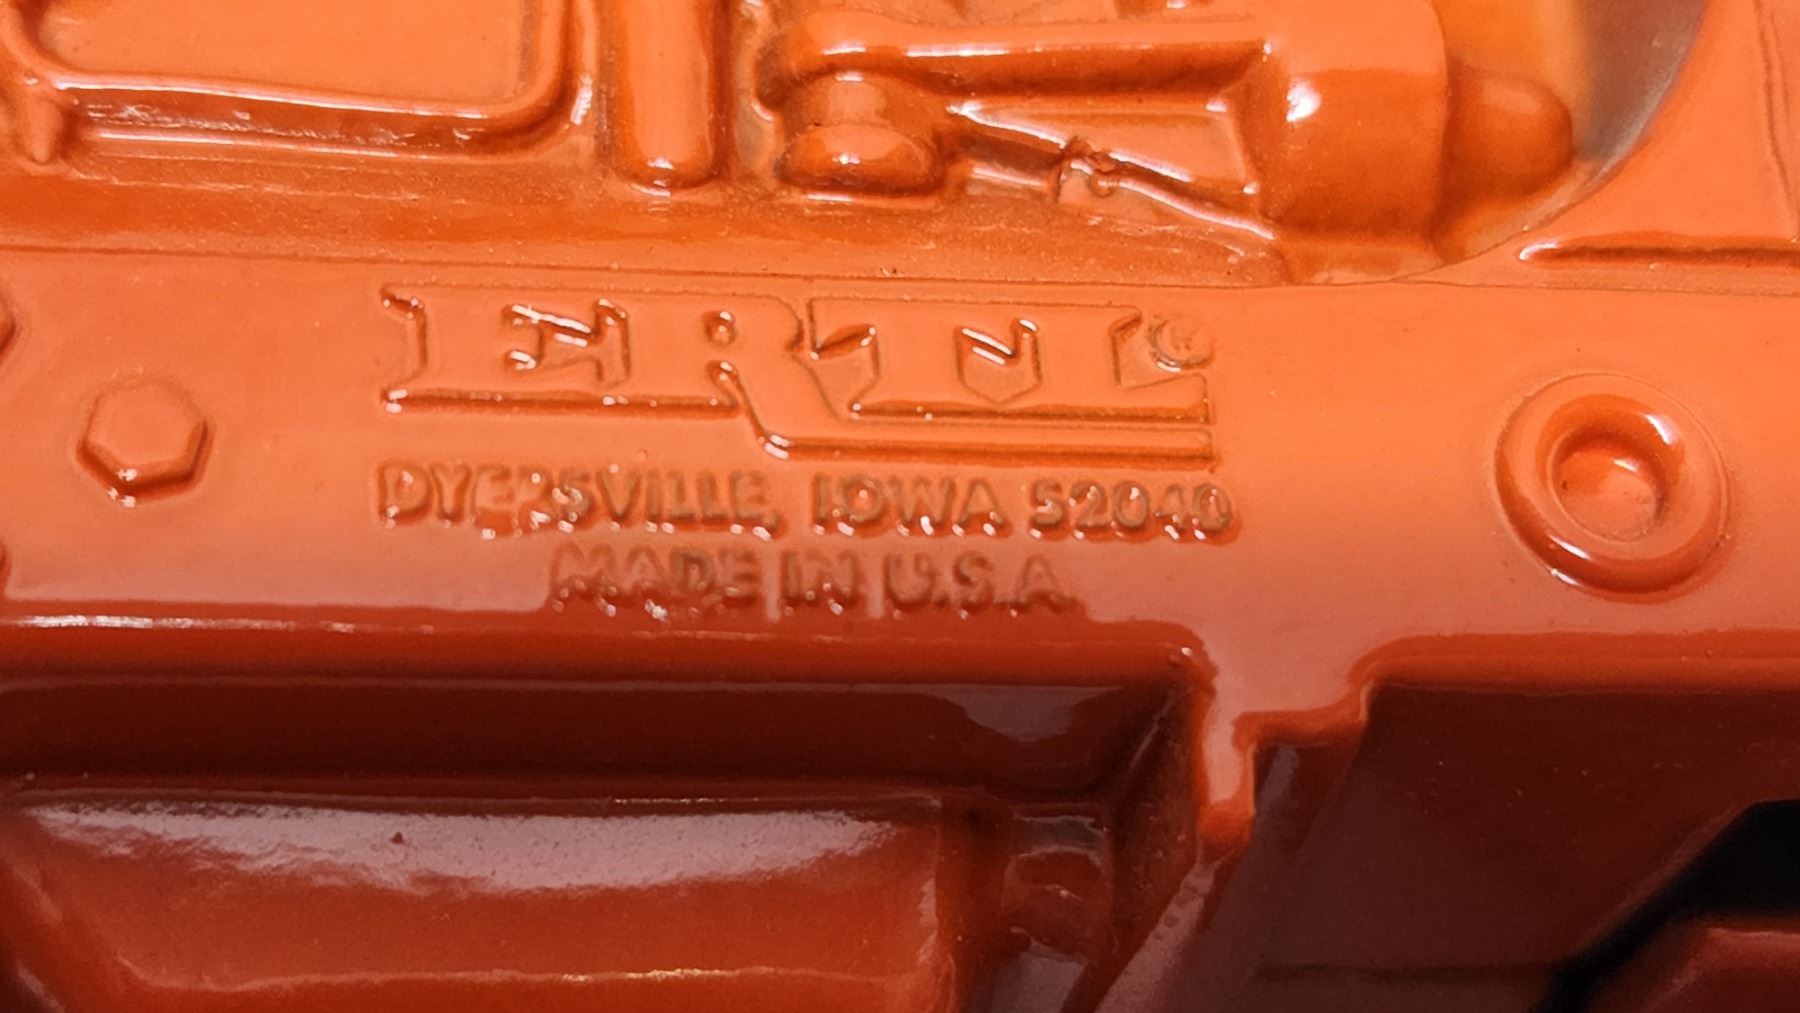 ERTL®
DYERSVILLE, IOWA 52040
MADE IN U.S.A.